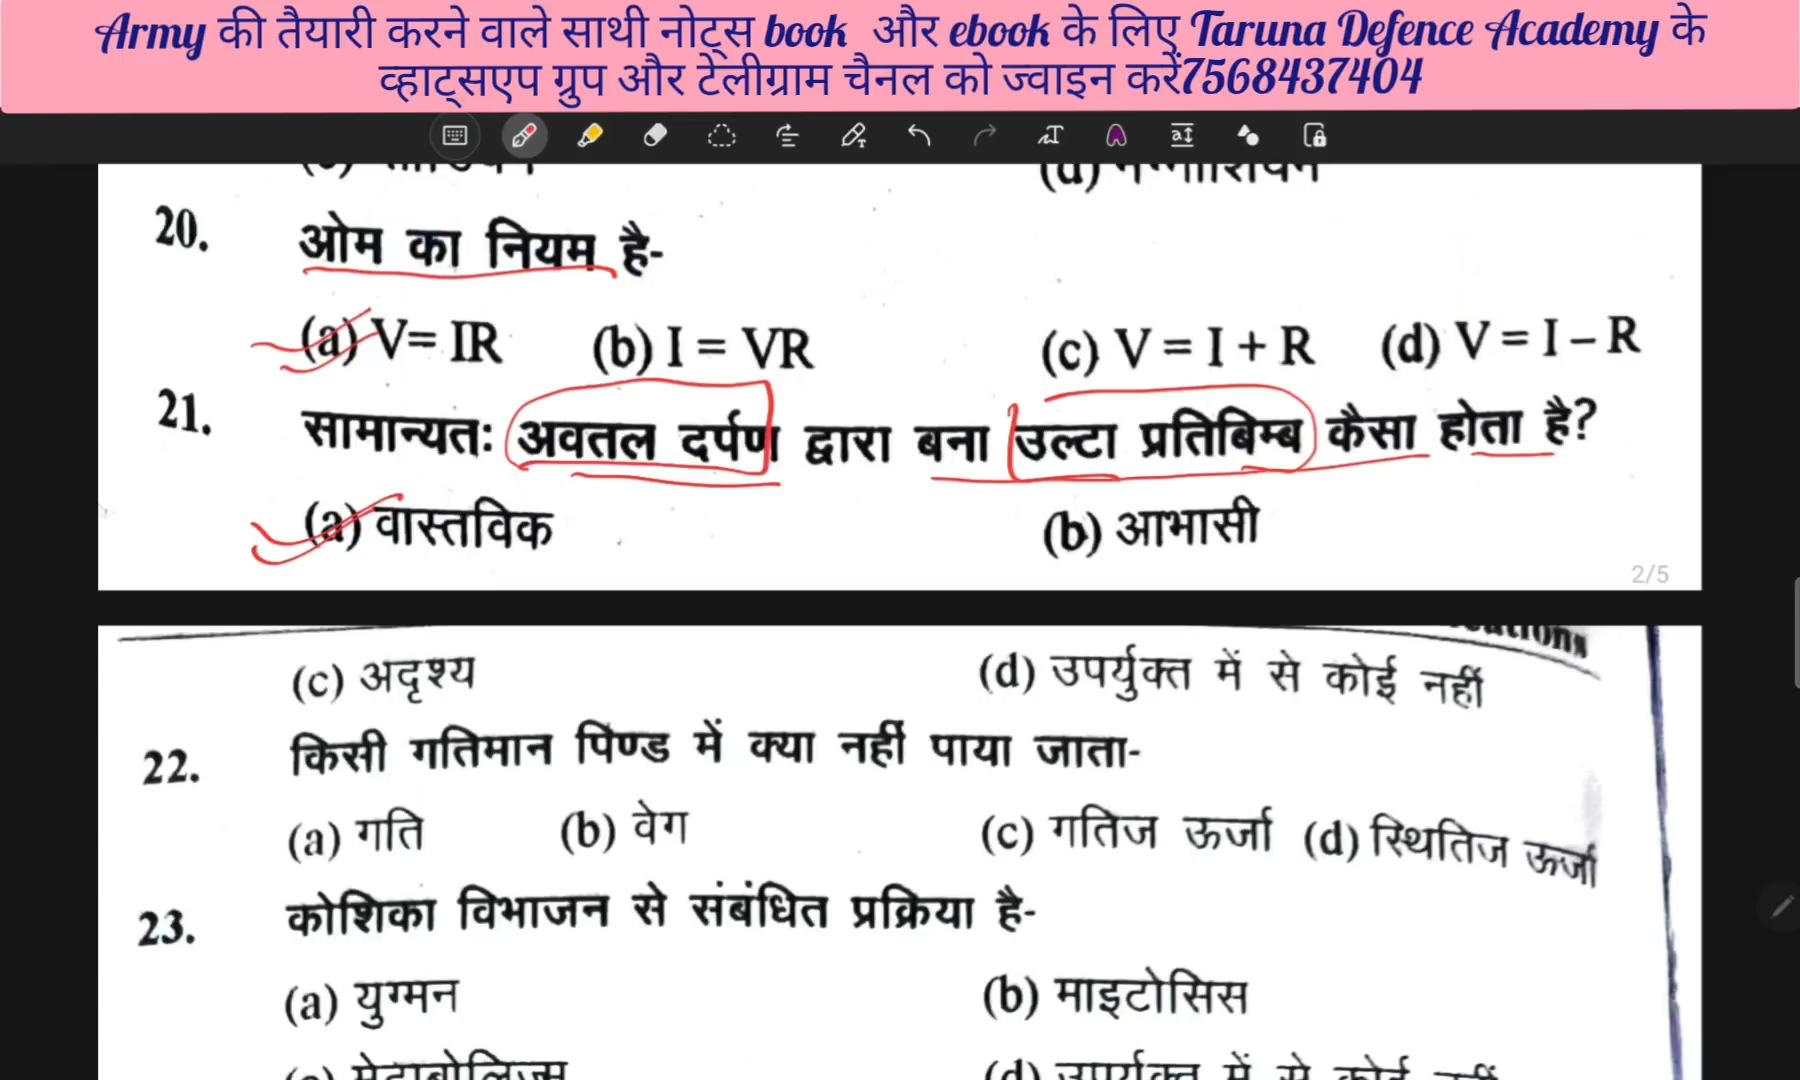 Army की तैयारी करने वाले साथी नोट्स book और ebook के लिए Taruna Defence Academy के
व्हाट्सएप ग्रुप और टेलीग्राम चैनल को ज्वाइन करें7568437404
20. ओम का नियम है-
(a) V= IR (b) I = VR (c) V = I + R (d) V = I – R
21. सामान्यतः अवतल दर्पण द्वारा बना उल्टा प्रतिबिम्ब कैसा होता है?
(a) वास्तविक (b) आभासी
2/5
(c) अदृश्य (d) उपर्युक्त में से कोई नहीं
22. किसी गतिमान पिण्ड में क्या नहीं पाया जाता-
(a) गति (b) वेग (c) गतिज ऊर्जा (d) स्थितिज ऊर्जा
23. कोशिका विभाजन से संबंधित प्रक्रिया है-
(a) युग्मन (b) माइटोसिस
(c) मेटाबोलिज्म (d) उपर्युक्त में से कोई नहीं